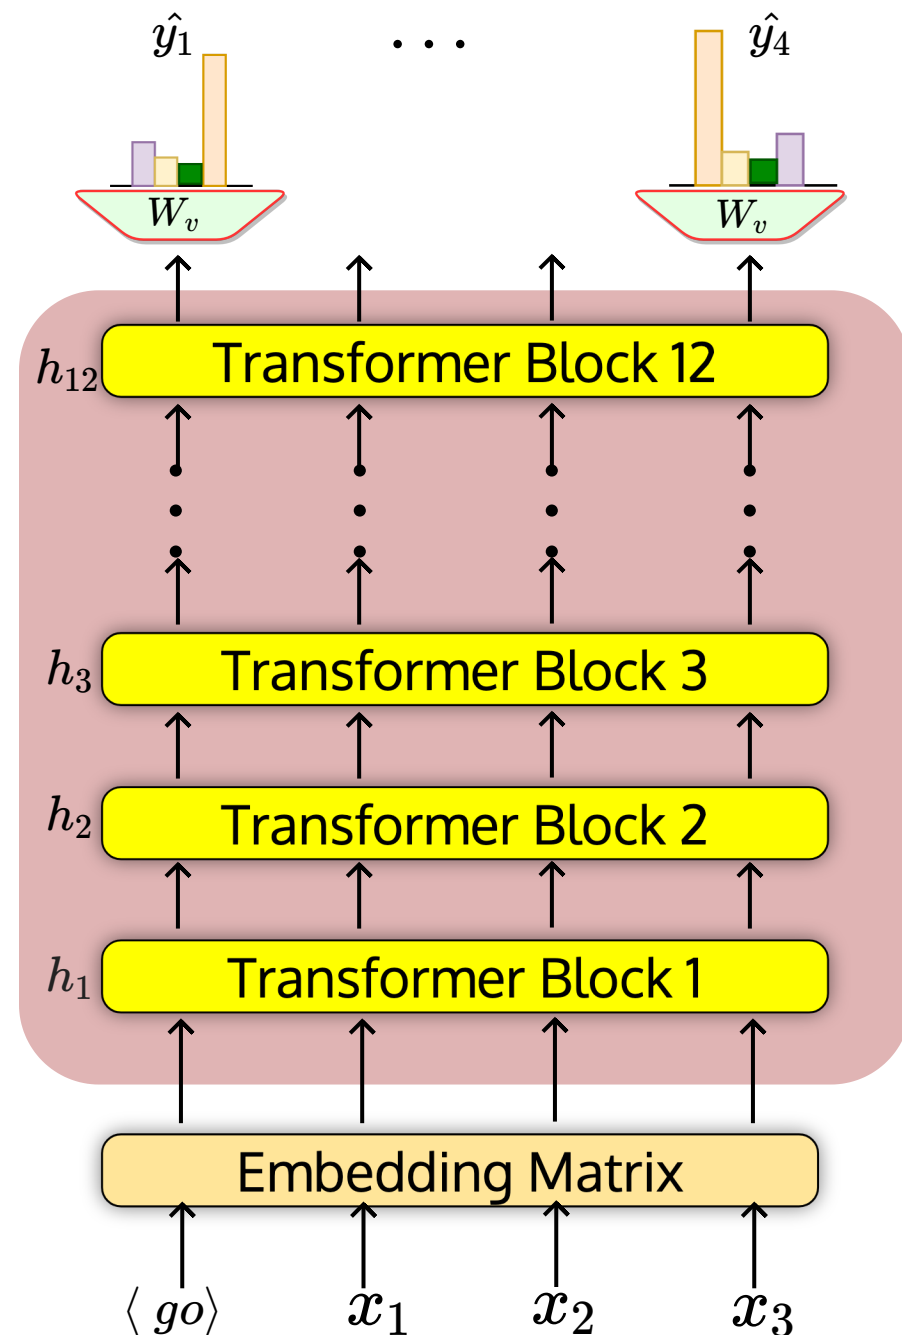 ŷ₁ ... ŷ₄
Wᵥ Wᵥ
h₁₂ Transformer Block 12
h₃ Transformer Block 3
h₂ Transformer Block 2
h₁ Transformer Block 1
Embedding Matrix
⟨ go⟩ x₁ x₂ x₃